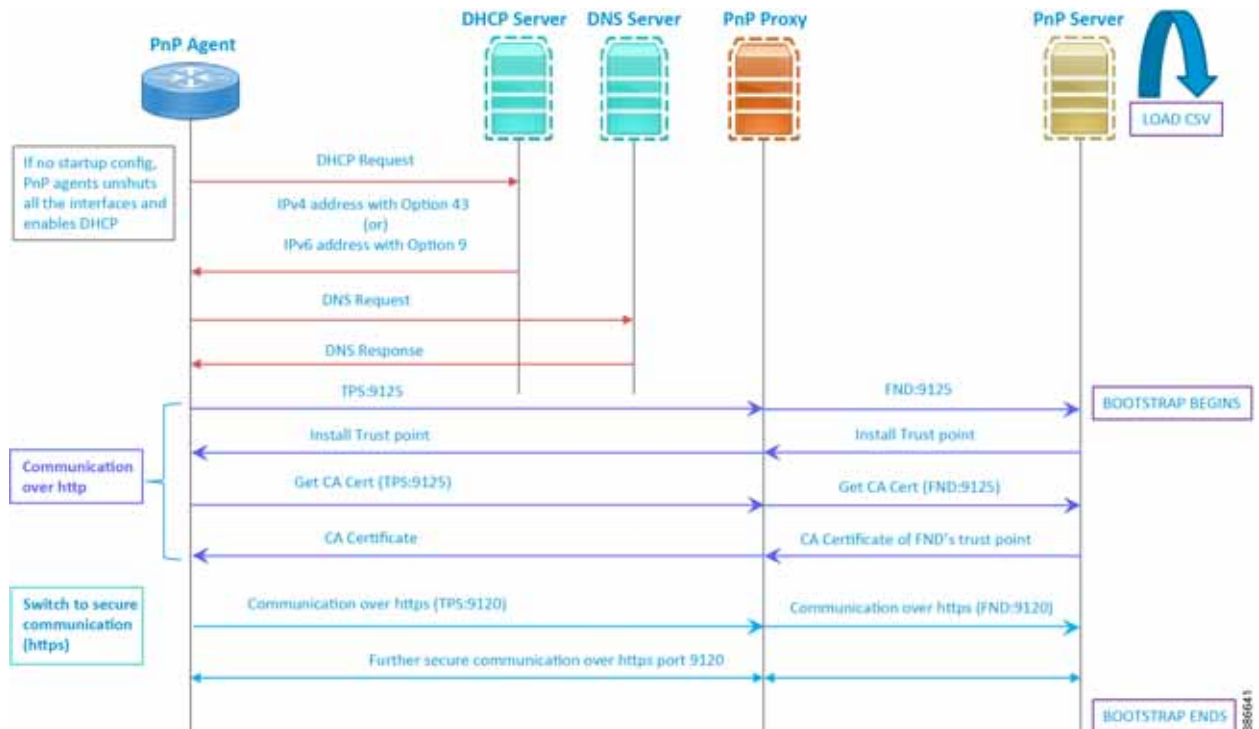 DHCP Server
DNS Server
PnP Proxy
PnP Server
PnP Agent
LOAD CSV
If no startup config,
PnP agents unshuts
all the interfaces and
enables DHCP
DHCP Request
IPv4 address with Option 43
(or)
IPv6 address with Option 9
DNS Request
DNS Response
TPS:9125
FND:9125
BOOTSTRAP BEGINS
Install Trust point
Install Trust point
Communication
over http
Get CA Cert (TPS:9125)
Get CA Cert (FND:9125)
CA Certificate
CA Certificate of FND's trust point
Switch to secure
communication
(https)
Communication over https (TPS:9120)
Communication over https (FND:9120)
Further secure communication over https port 9120
BOOTSTRAP ENDS
386641